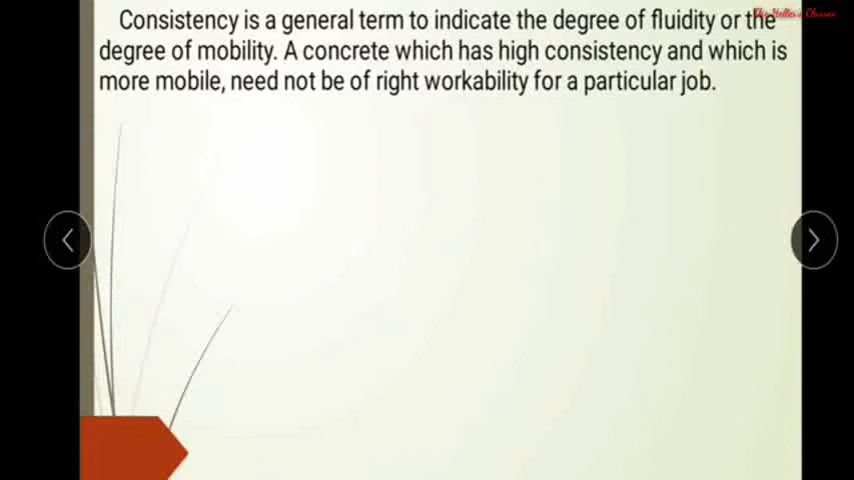 Consistency is a general term to indicate the degree of fluidity or the
degree of mobility. A concrete which has high consistency and which is
more mobile, need not be of right workability for a particular job.